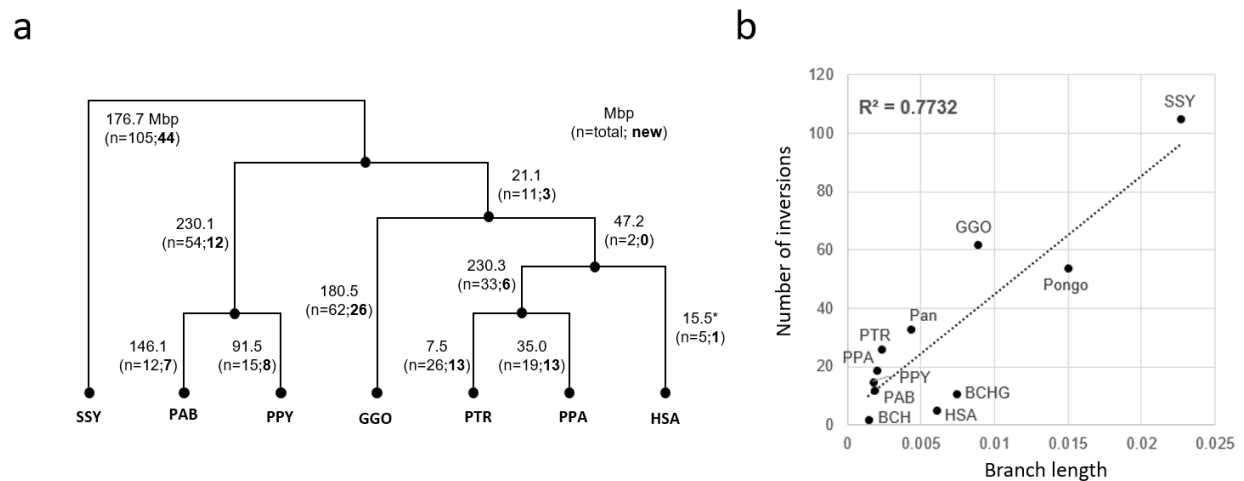 a
176.7 Mbp
(n=105;44)
Mbp
(n=total; new)
21.1
(n=11;3)
230.1
(n=54;12)
47.2
(n=2;0)
230.3
(n=33;6)
180.5
(n=62;26)
15.5*
(n=5;1)
146.1
(n=12;7)
91.5
(n=15;8)
7.5
(n=26;13)
35.0
(n=19;13)
SSY
PAB
PPY
GGO
PTR
PPA
HSA
b
Number of inversions
120
100
80
60
40
20
0
R² = 0.7732
SSY
GGO
Pongo
Pan
PTR
PPA
PPY
PAB
BCHG
HSA
BCH
0
0.005
0.01
0.015
0.02
0.025
Branch length